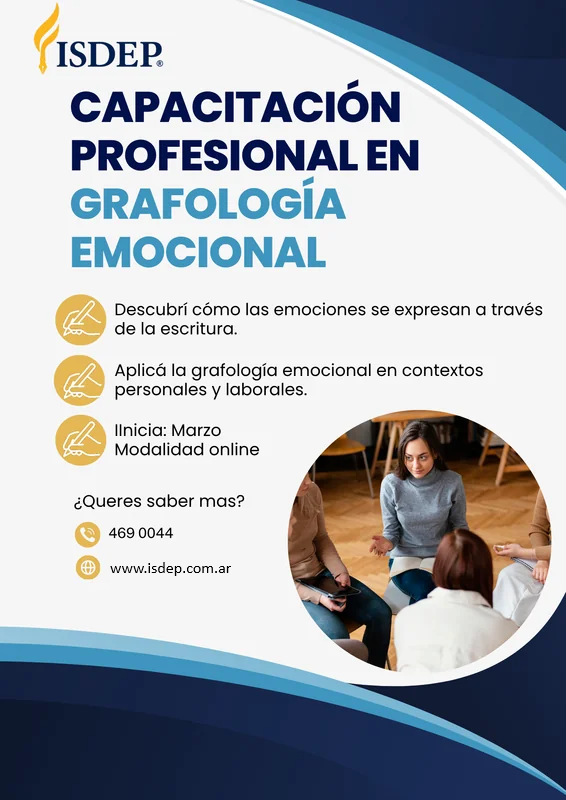 ISDEP®
CAPACITACIÓN
PROFESIONAL EN
GRAFOLOGÍA
EMOCIONAL
Descubrí cómo las emociones se expresan a través
de la escritura.
Aplicá la grafología emocional en contextos
personales y laborales.
IInicia: Marzo
Modalidad online
¿Queres saber mas?
469 0044
www.isdep.com.ar